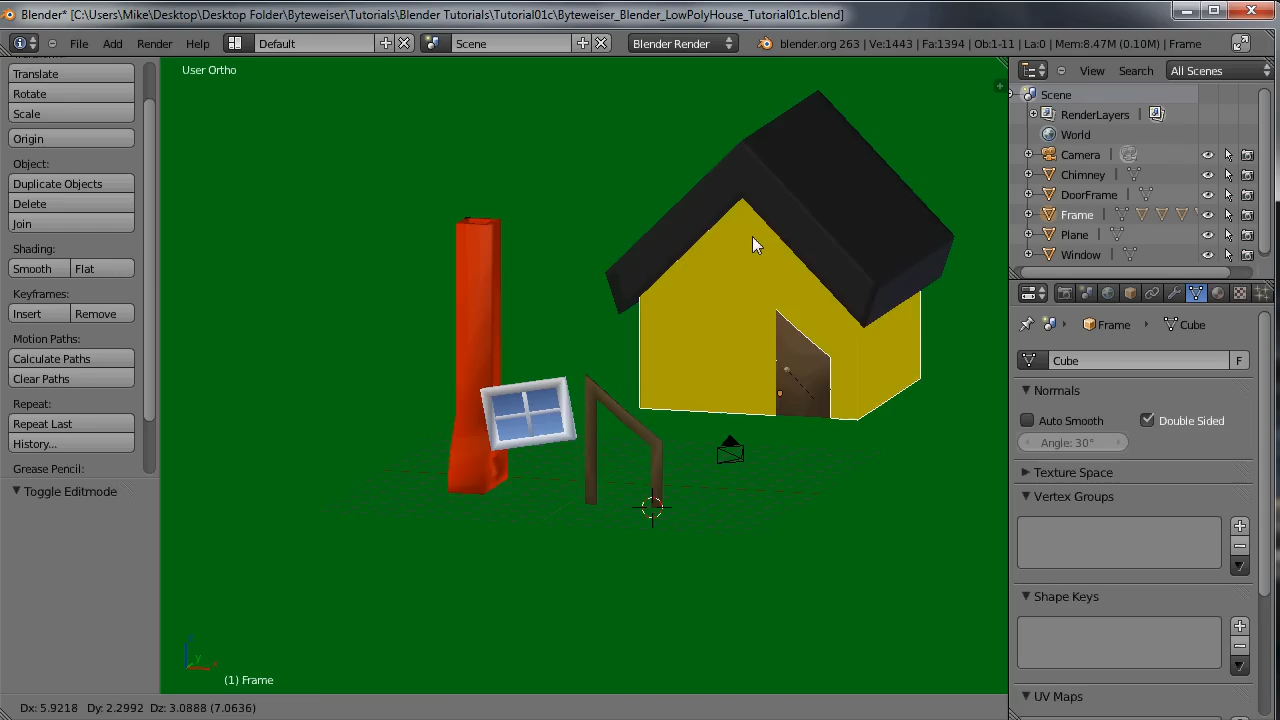 Blender* [C:\Users\Mike\Desktop\Desktop Folder\Byteweiser\Tutorials\Blender Tutorials\Tutorial01c\Byteweiser_Blender_LowPolyHouse_Tutorial01c.blend]
File Add Render Help Default Scene Blender Render blender.org 263 | Ve:1443 | Fa:1394 | Ob:1-11 | La:0 | Mem:8.47M (0.10M) | Frame
Translate
Rotate
Scale
Origin
Object:
Duplicate Objects
Delete
Join
Shading:
Smooth Flat
Keyframes:
Insert Remove
Motion Paths:
Calculate Paths
Clear Paths
Repeat:
Repeat Last
History...
Grease Pencil:
Toggle Editmode
User Ortho
z
y
x
(1) Frame
Dx: 5.9218 Dy: 2.2992 Dz: 3.0888 (7.0636)
View Search All Scenes
Scene
RenderLayers
World
Camera
Chimney
DoorFrame
Frame
Plane
Window
Frame Cube
Cube F
Normals
Auto Smooth Double Sided
Angle: 30°
Texture Space
Vertex Groups
Shape Keys
UV Maps